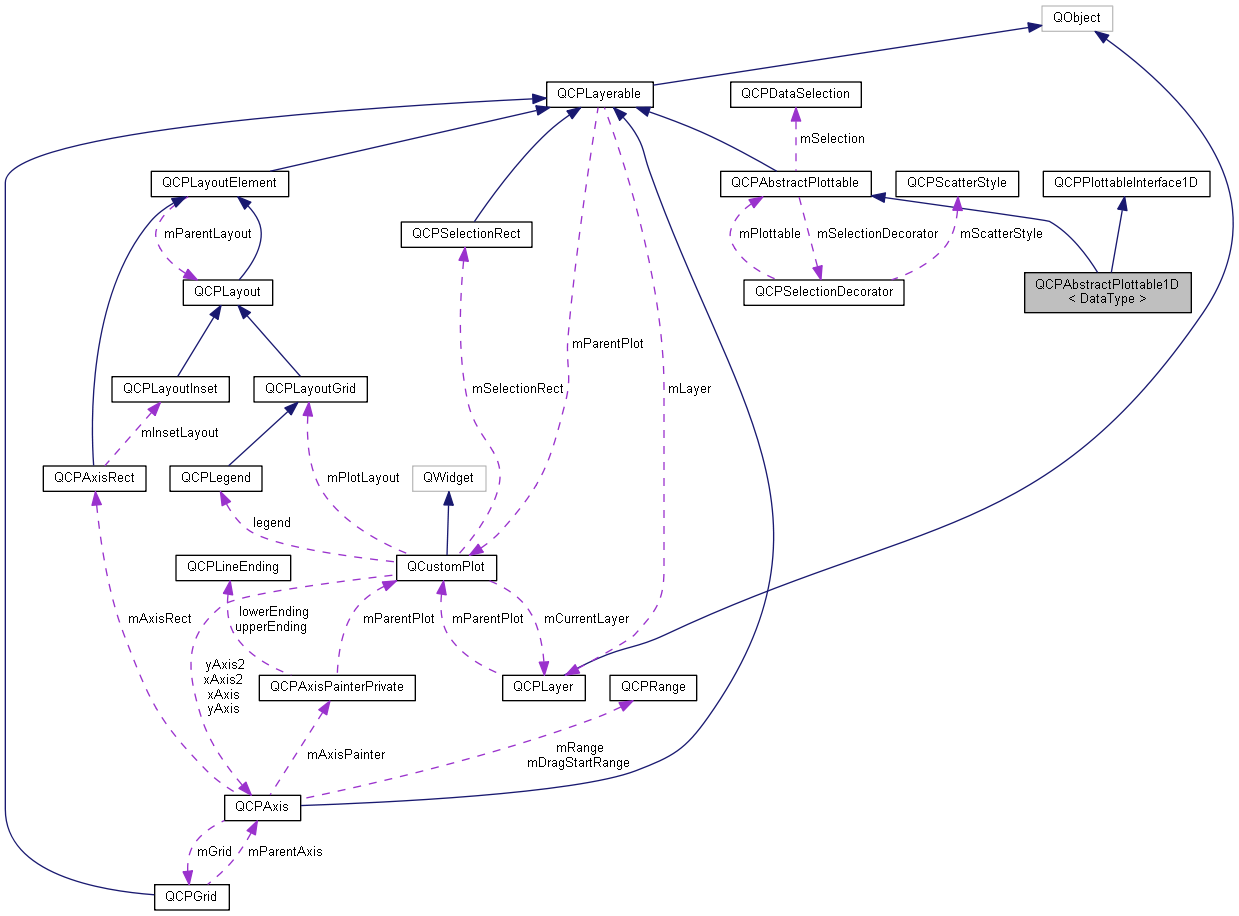 QObject
QCPLayerable
QCPDataSelection
mSelection
QCPLayoutElement
QCPAbstractPlottable
QCPScatterStyle
QCPPlottableInterface1D
mParentLayout
QCPSelectionRect
mPlottable
mSelectionDecorator
mScatterStyle
QCPLayout
QCPSelectionDecorator
QCPAbstractPlottable1D
< DataType >
mParentPlot
QCPLayoutInset
QCPLayoutGrid
mSelectionRect
mLayer
mInsetLayout
QCPAxisRect
QCPLegend
mPlotLayout
QWidget
legend
QCPLineEnding
QCustomPlot
mAxisRect
lowerEnding
upperEnding
mParentPlot
mParentPlot
mCurrentLayer
yAxis2
xAxis2
xAxis
yAxis
QCPAxisPainterPrivate
QCPLayer
QCPRange
mAxisPainter
mRange
mDragStartRange
QCPAxis
mGrid
mParentAxis
QCPGrid